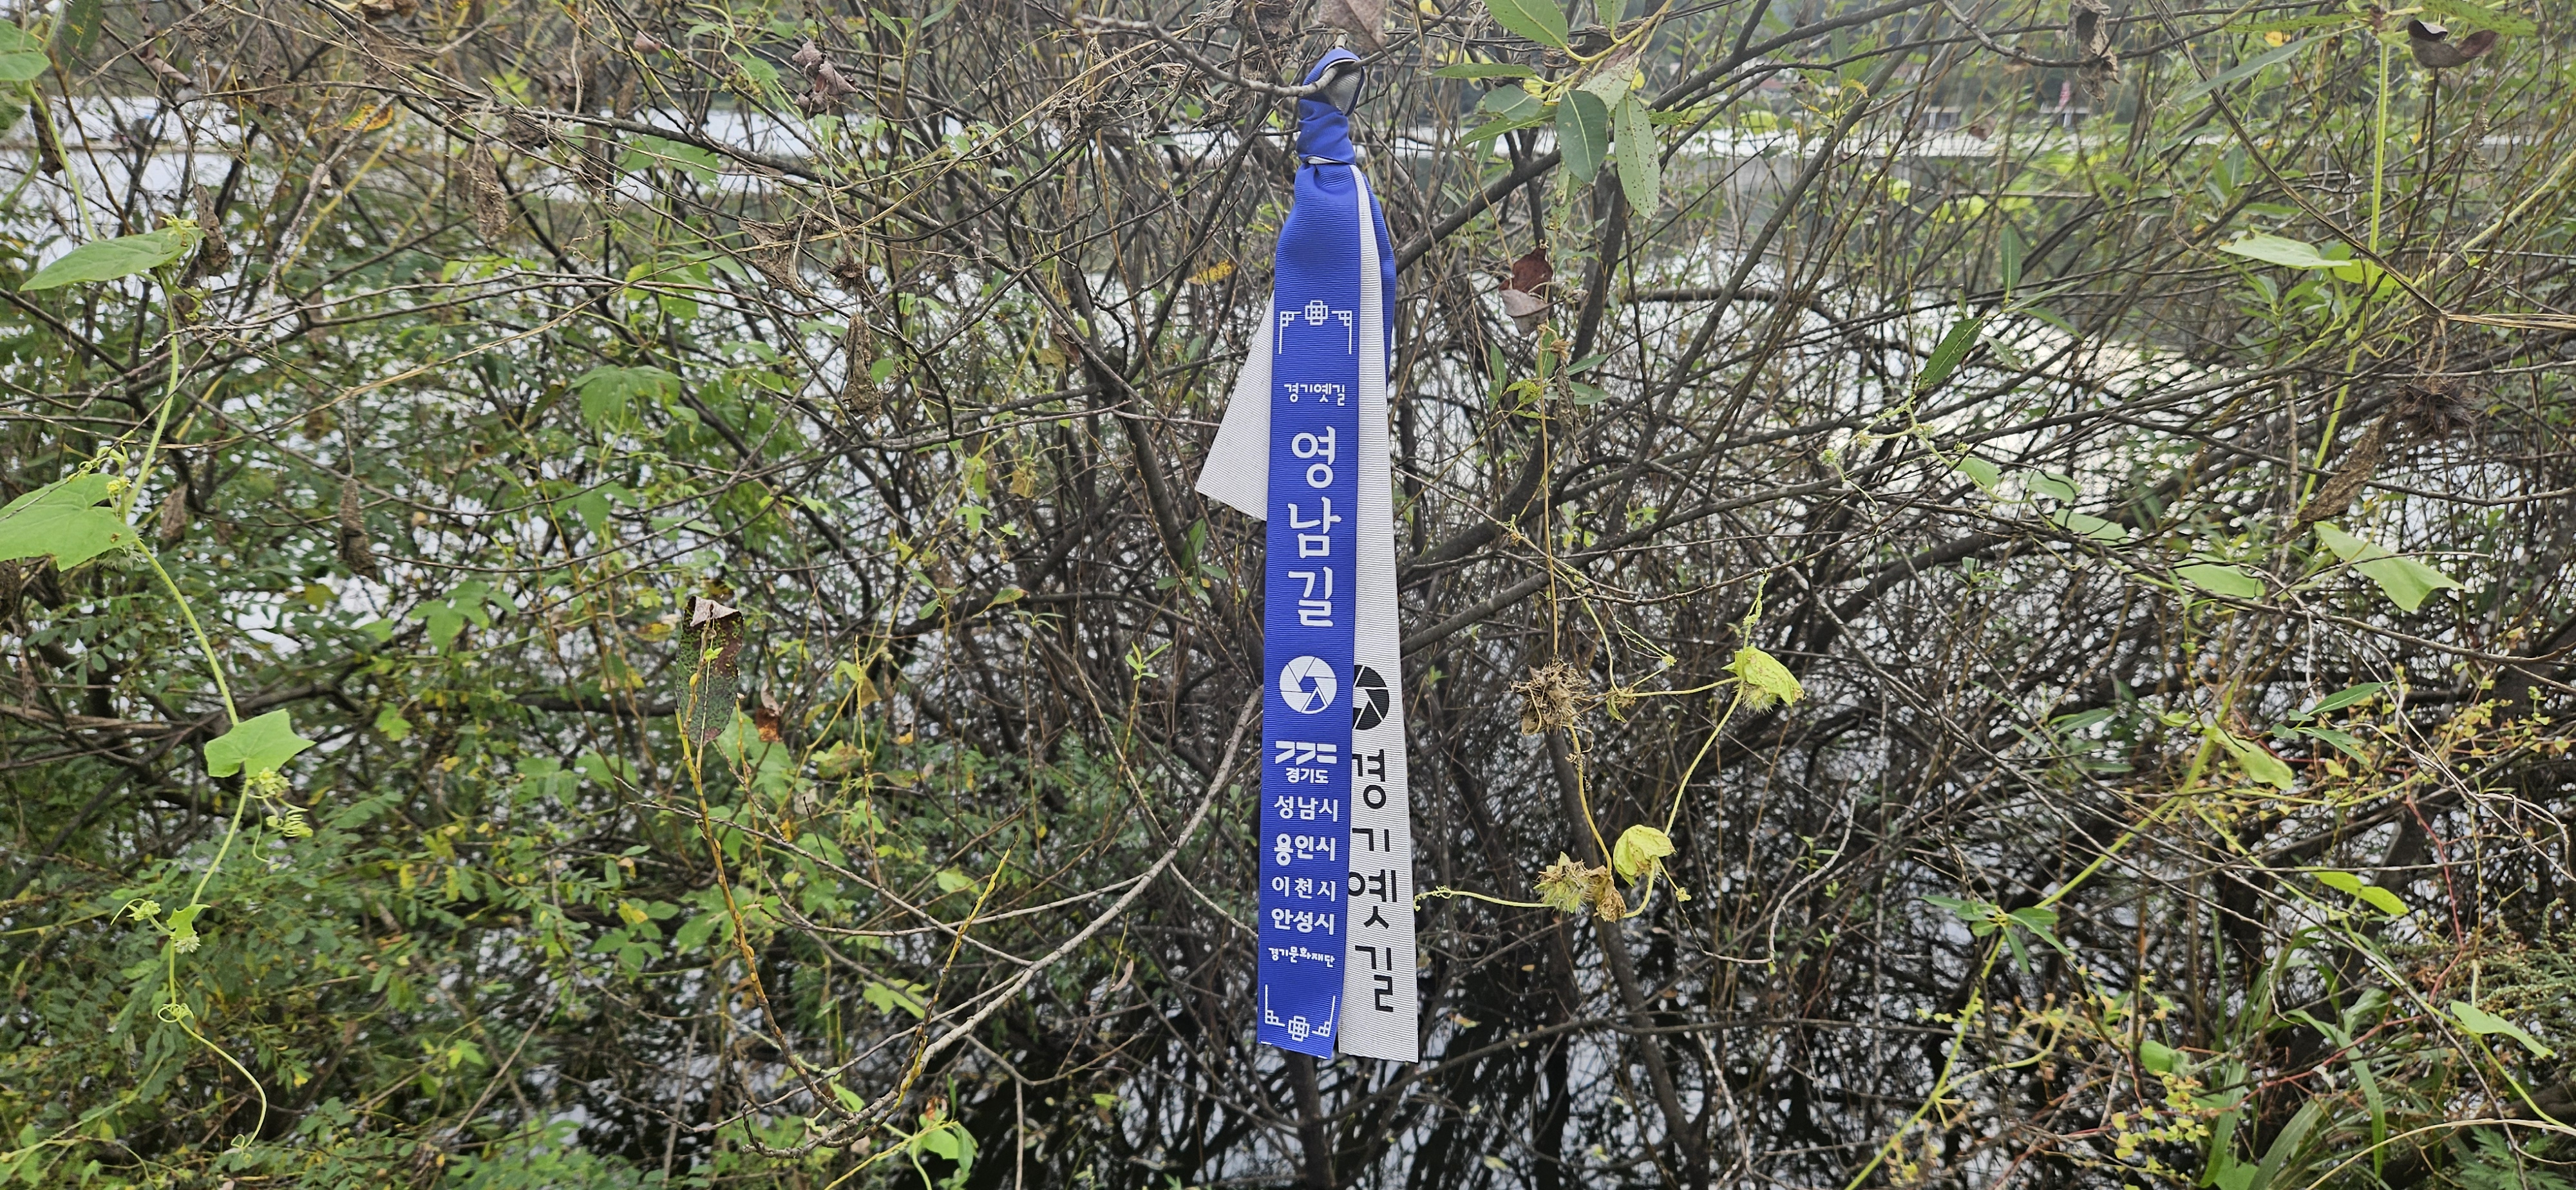 경기옛길
영남길
경기도
성남시
용인시
이천시
안성시
경기문화재단
경기옛길